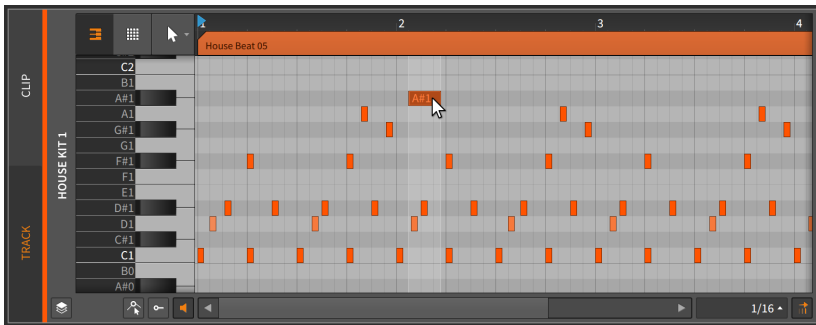 CLIP
TRACK
HOUSE KIT 1
1
2
3
4
House Beat 05
C2
B1
A#1
A#1
A1
G#1
G1
F#1
F1
E1
D#1
D1
C#1
C1
B0
A#0
1/16